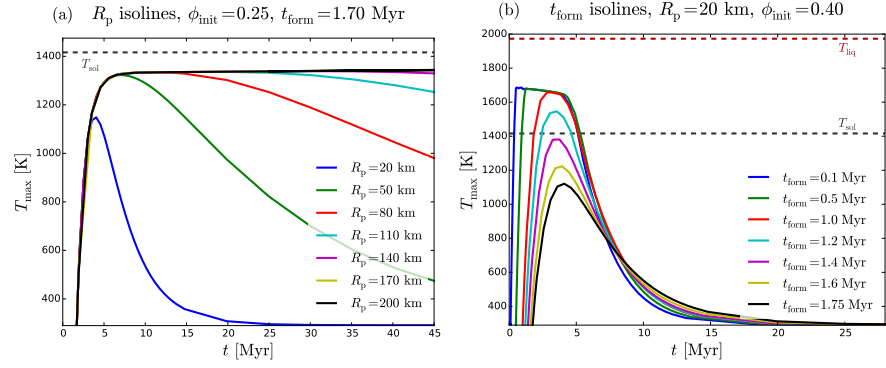 (a) R_p isolines, ϕ_init=0.25, t_form=1.70 Myr
T_sol
1400
1200
1000
800
600
400
T_max [K]
R_p=20 km
R_p=50 km
R_p=80 km
R_p=110 km
R_p=140 km
R_p=170 km
R_p=200 km
0 5 10 15 20 25 30 35 40 45
t [Myr]
(b) t_form isolines, R_p=20 km, ϕ_init=0.40
2000
1800
1600
1400
1200
1000
800
600
400
T_max [K]
T_liq
T_sol
t_form=0.1 Myr
t_form=0.5 Myr
t_form=1.0 Myr
t_form=1.2 Myr
t_form=1.4 Myr
t_form=1.6 Myr
t_form=1.75 Myr
0 5 10 15 20 25
t [Myr]